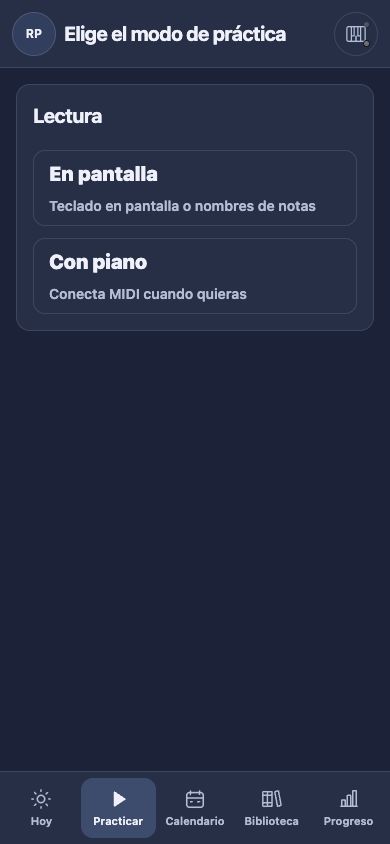 RP
Elige el modo de práctica
Lectura
En pantalla
Teclado en pantalla o nombres de notas
Con piano
Conecta MIDI cuando quieras
Hoy
Practicar
Calendario
Biblioteca
Progreso